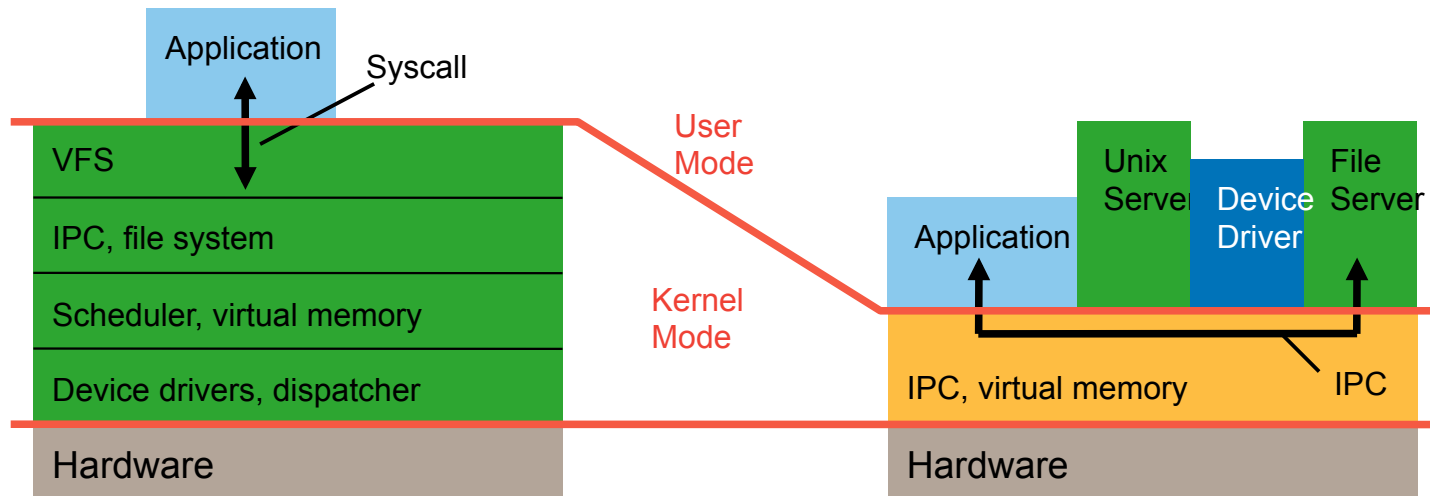 Application
Syscall
VFS
IPC, file system
Scheduler, virtual memory
Device drivers, dispatcher
Hardware
User
Mode
Kernel
Mode
Application
Unix
Server
Device
Driver
File
Server
IPC, virtual memory
IPC
Hardware